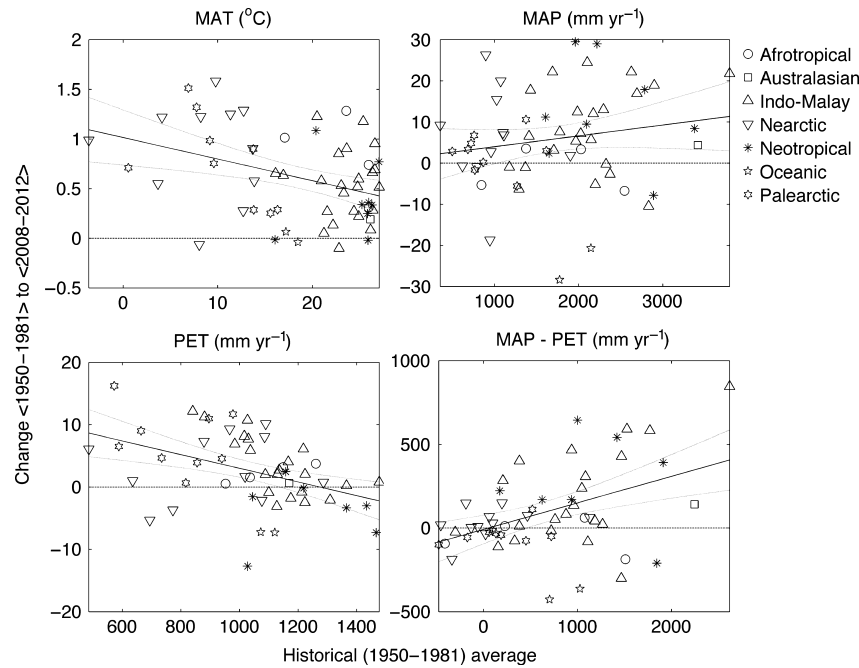 MAT (°C)
MAP (mm yr⁻¹)
2
1.5
1
0.5
0
−0.5
0
10
20
30
20
10
0
−10
−20
−30
1000
2000
3000
Afrotropical
Australasian
Indo-Malay
Nearctic
Neotropical
Oceanic
Palearctic
Change <1950−1981> to <2008−2012>
PET (mm yr⁻¹)
MAP - PET (mm yr⁻¹)
20
10
0
−10
−20
600
800
1000
1200
1400
1000
500
0
−500
0
1000
2000
Historical (1950−1981) average